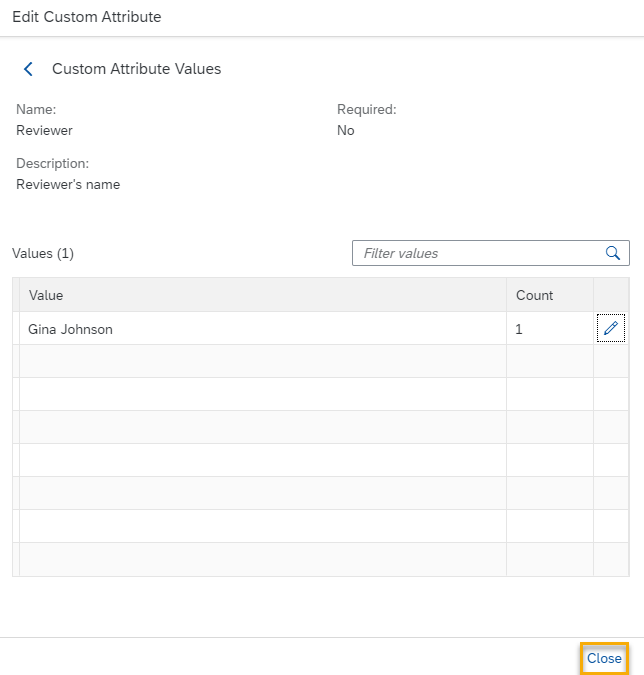 Edit Custom Attribute
Custom Attribute Values
Name:
Required:
Reviewer
No
Description:
Reviewer's name
Values (1)
Filter values
Value
Count
Gina Johnson
1
Close